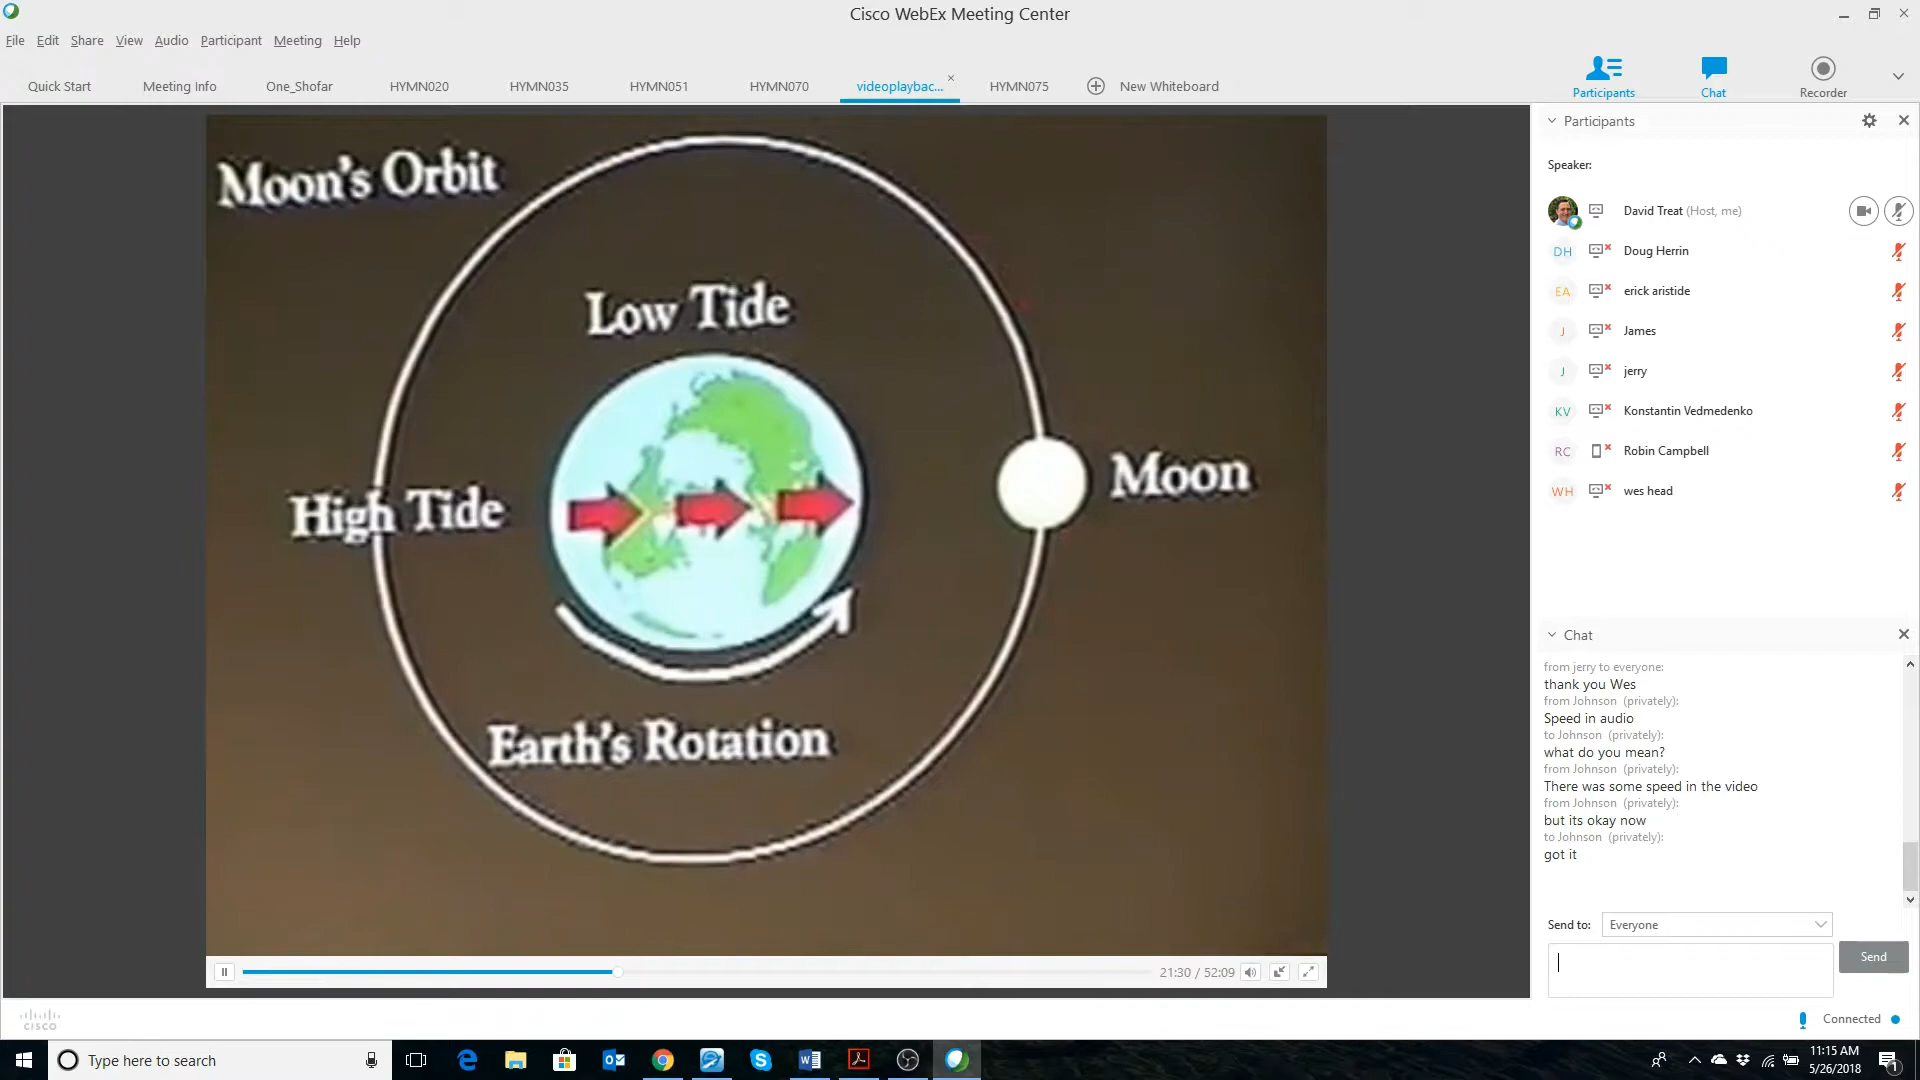 Cisco WebEx Meeting Center
File Edit Share View Audio Participant Meeting Help
Quick Start Meeting Info One_Shofar HYMN020 HYMN035 HYMN051 HYMN070 videoplaybac... HYMN075 New Whiteboard
Participants Chat Recorder
Moon's Orbit
Low Tide
High Tide
Moon
Earth's Rotation
21:30 / 52:09
Participants
Speaker:
David Treat (Host, me)
DH Doug Herrin
EA erick aristide
J James
J jerry
KV Konstantin Vedmedenko
RC Robin Campbell
WH wes head
Chat
from jerry to everyone:
thank you Wes
from Johnson (privately):
Speed in audio
to Johnson (privately):
what do you mean?
from Johnson (privately):
There was some speed in the video
from Johnson (privately):
but its okay now
to Johnson (privately):
got it
Send to: Everyone
Send
CISCO
Connected
Type here to search
11:15 AM
5/26/2018
1